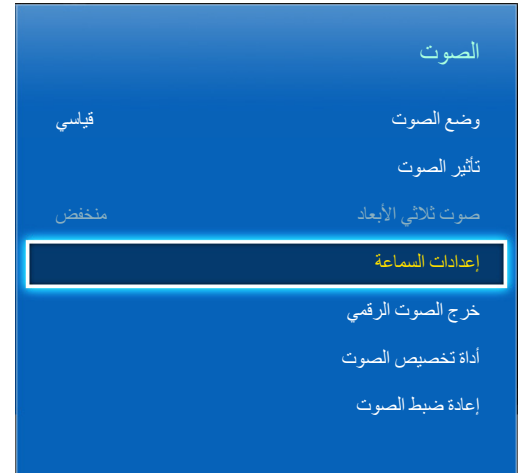 الصوت
وضع الصوت قياسي
تأثير الصوت
صوت ثلاثي الأبعاد منخفض
إعدادات السماعة
خرج الصوت الرقمي
أداة تخصيص الصوت
إعادة ضبط الصوت